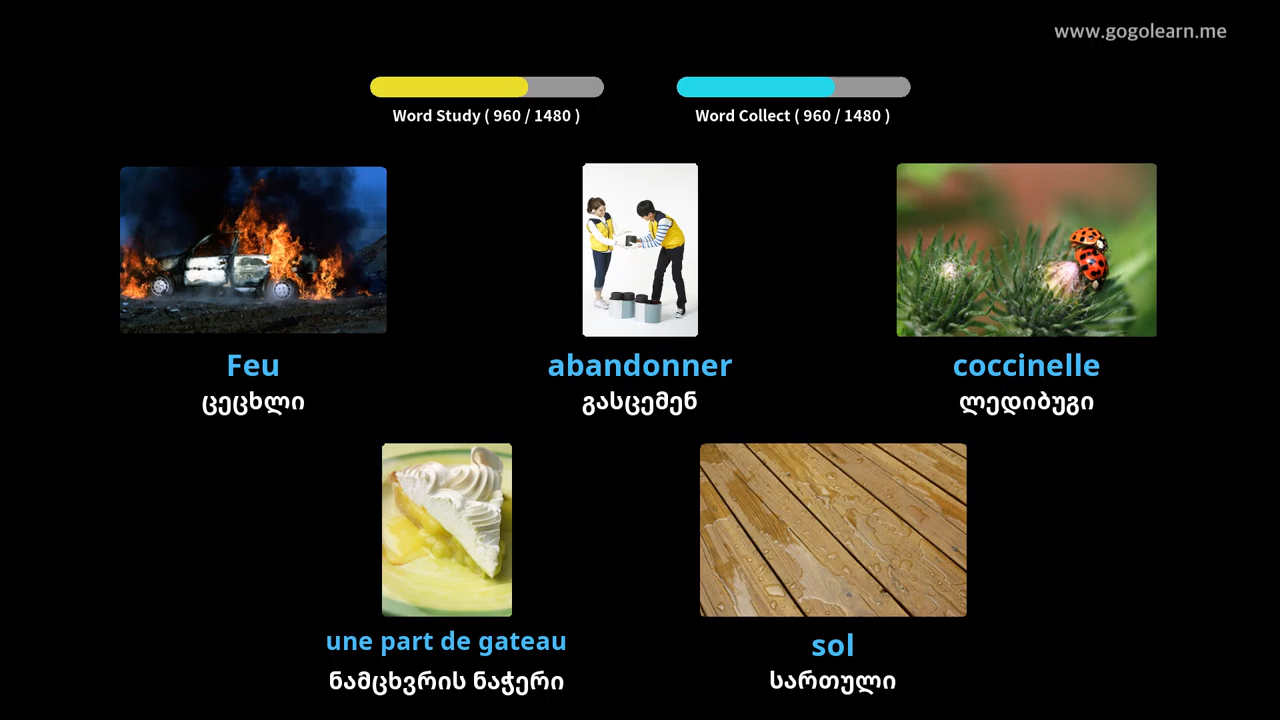 www.gogolearn.me
Word Study ( 960 / 1480 )
Word Collect ( 960 / 1480 )
Feu
ცეცხლი
abandonner
გასცემენ
coccinelle
ლედიბუგი
une part de gateau
ნამცხვრის ნაჭერი
sol
სართული